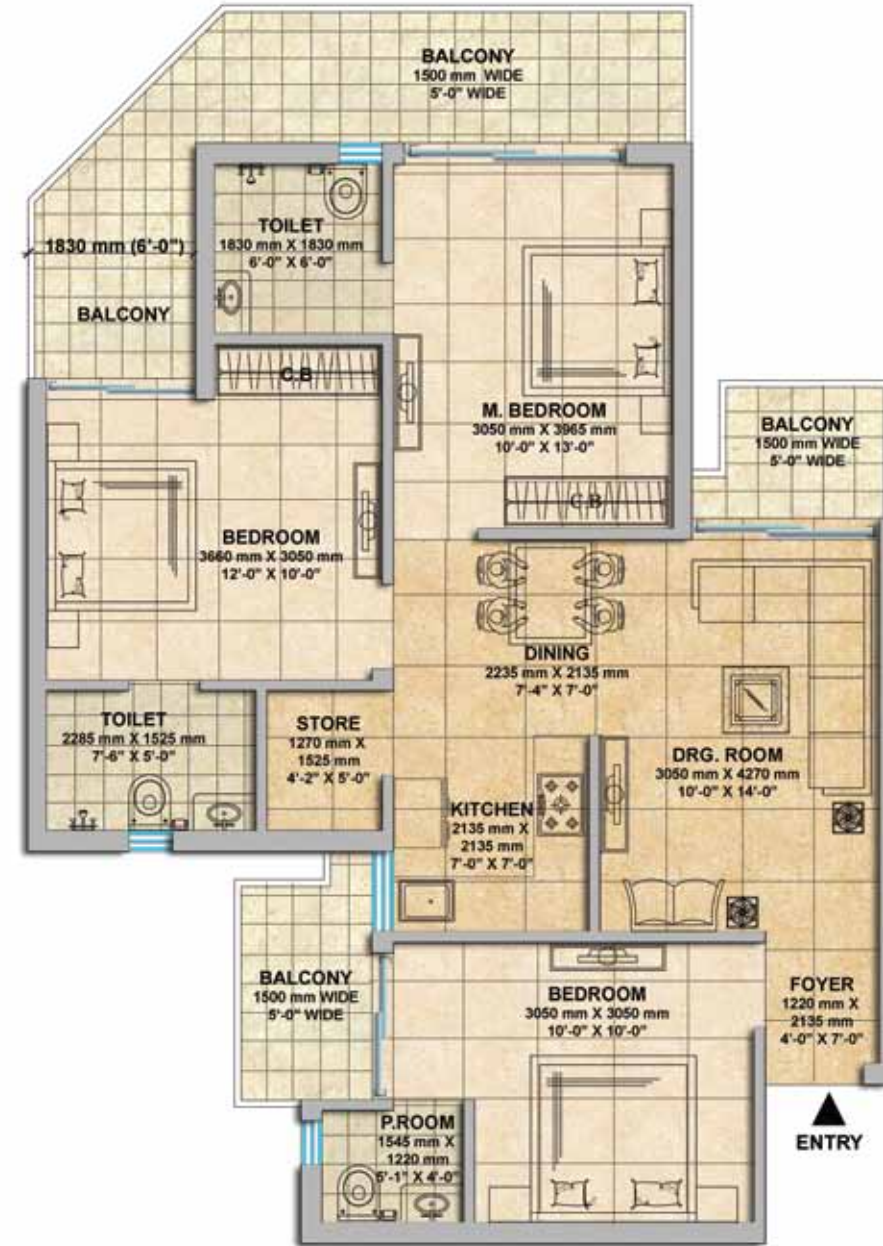 BALCONY
1500 mm WIDE
5'-0" WIDE
TOILET
1830 mm X 1830 mm
6'-0" X 6'-0"
1830 mm (6'-0")
BALCONY
C.B
M. BEDROOM
3050 mm X 3965 mm
10'-0" X 13'-0"
C.B
BALCONY
1500 mm WIDE
5'-0" WIDE
BEDROOM
3660 mm X 3050 mm
12'-0" X 10'-0"
DINING
2235 mm X 2135 mm
7'-4" X 7'-0"
TOILET
2285 mm X 1525 mm
7'-6" X 5'-0"
STORE
1270 mm X
1525 mm
4'-2" X 5'-0"
DRG. ROOM
3050 mm X 4270 mm
10'-0" X 14'-0"
KITCHEN
2135 mm X
2135 mm
7'-0" X 7'-0"
BALCONY
1500 mm WIDE
5'-0" WIDE
BEDROOM
3050 mm X 3050 mm
10'-0" X 10'-0"
FOYER
1220 mm X
2135 mm
4'-0" X 7'-0"
P.ROOM
1545 mm X
1220 mm
5'-1" X 4'-0"
ENTRY